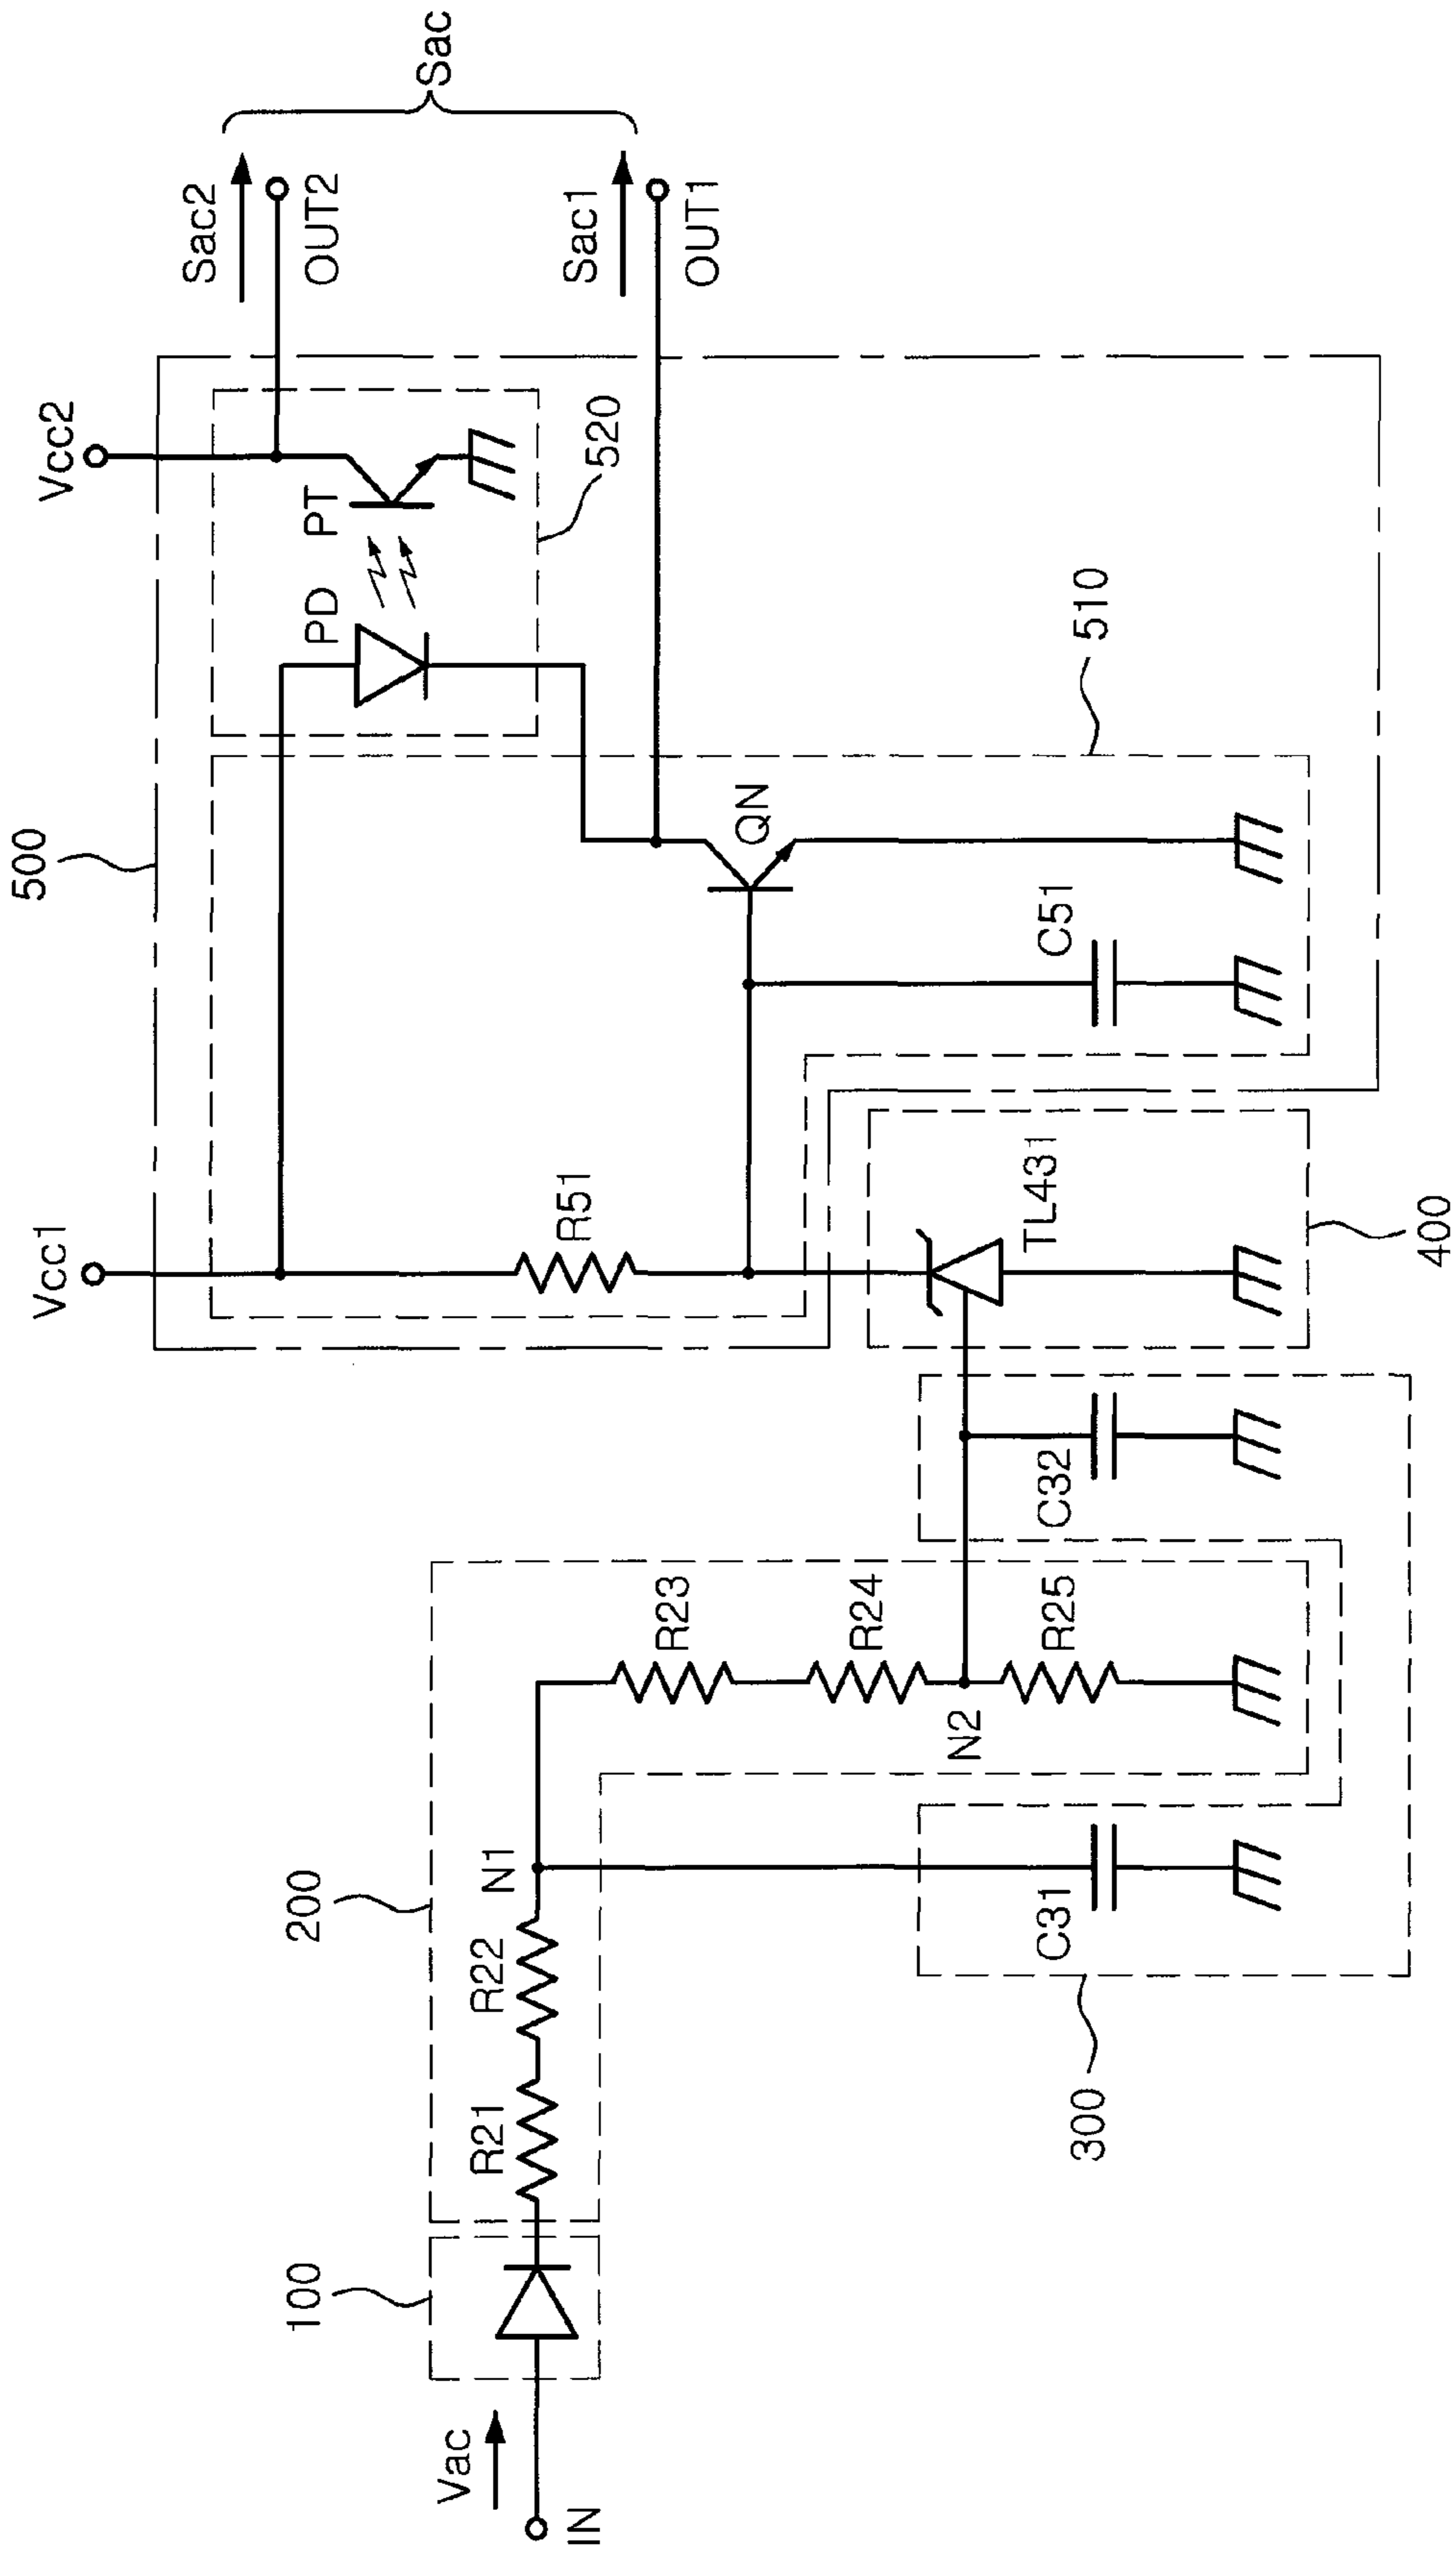 Vac
IN
100
R21
R22
N1
200
C31
300
R23
R24
N2
R25
C32
Vcc1
R51
TL431
400
500
C51
QN
510
PD
PT
520
Vcc2
Sac2
OUT2
Sac1
OUT1
Sac